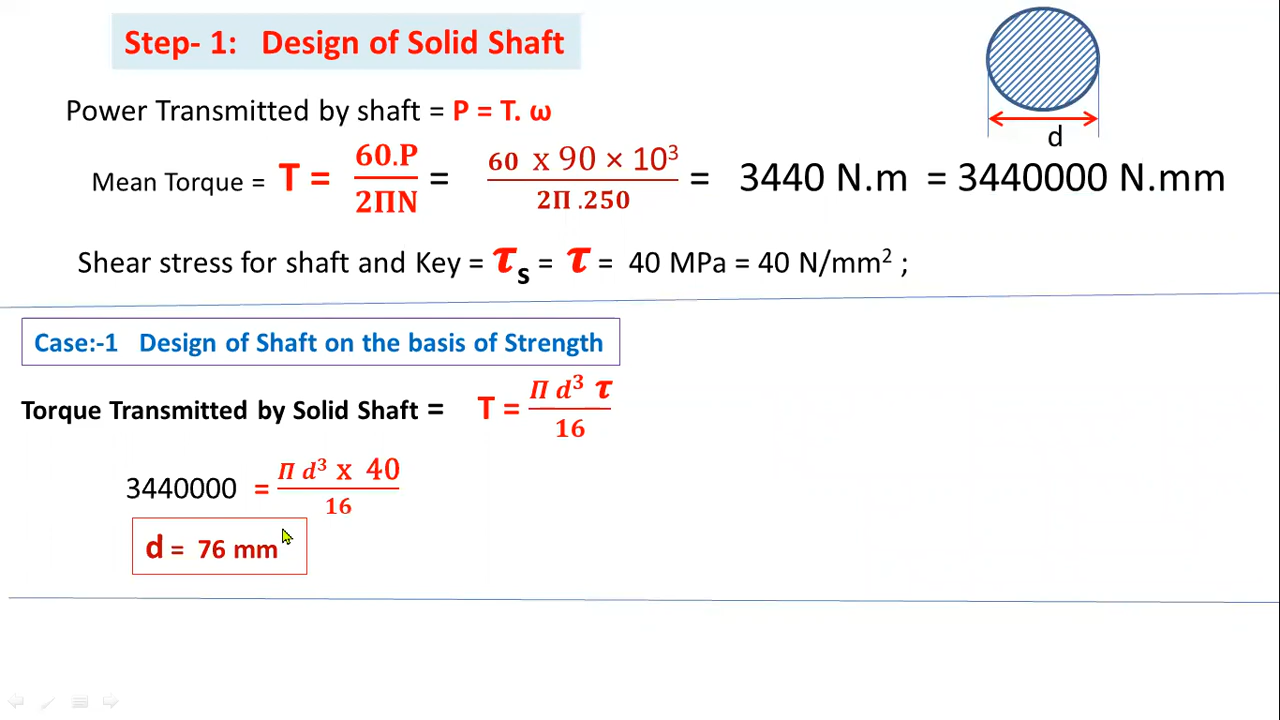 Step- 1: Design of Solid Shaft
d
Power Transmitted by shaft = P = T. ω
Mean Torque = T = 60.P / 2ΠN = 60 x 90 × 10³ / 2Π .250 = 3440 N.m = 3440000 N.mm
Shear stress for shaft and Key = τs = τ = 40 MPa = 40 N/mm² ;
Case:-1 Design of Shaft on the basis of Strength
Torque Transmitted by Solid Shaft = T = Π d³ τ / 16
3440000 = Π d³ x 40 / 16
d = 76 mm